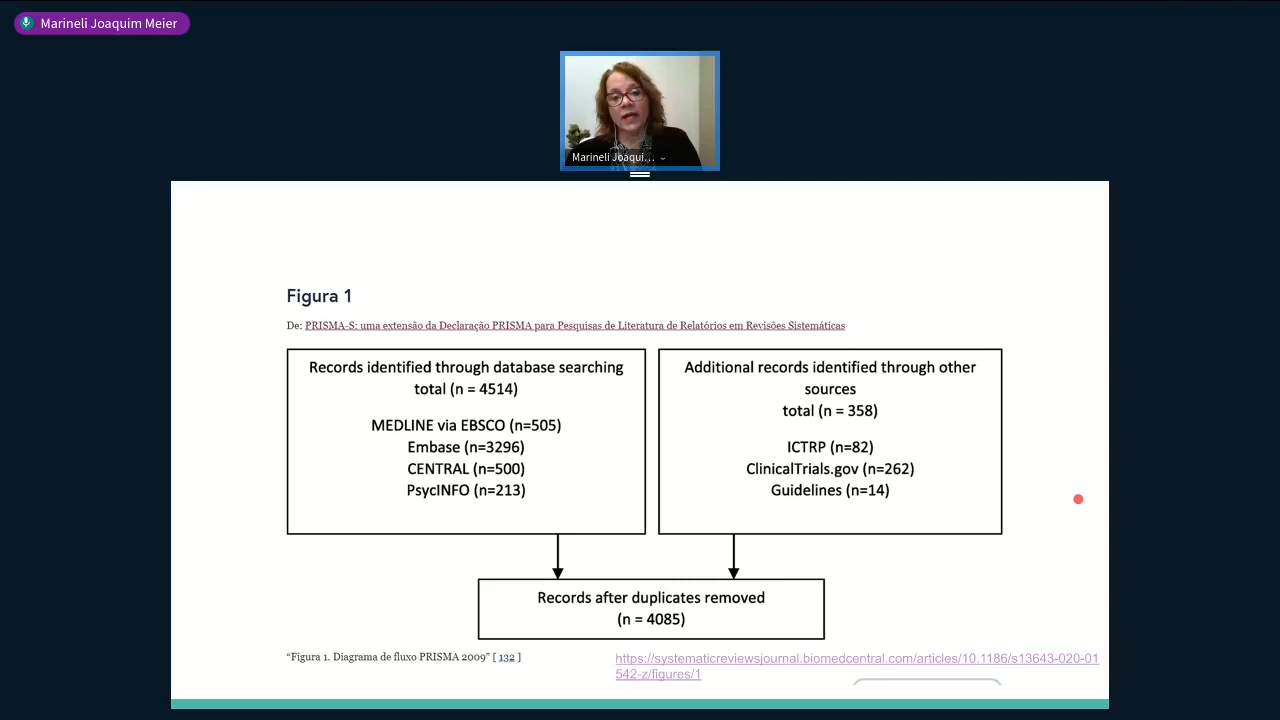 Marineli Joaquim Meier
Marineli Joaqui...
Figura 1
De: PRISMA-S: uma extensão da Declaração PRISMA para Pesquisas de Literatura de Relatórios em Revisões Sistemáticas
Records identified through database searching
total (n = 4514)
MEDLINE via EBSCO (n=505)
Embase (n=3296)
CENTRAL (n=500)
PsycINFO (n=213)
Additional records identified through other
sources
total (n = 358)
ICTRP (n=82)
ClinicalTrials.gov (n=262)
Guidelines (n=14)
Records after duplicates removed
(n = 4085)
“Figura 1. Diagrama de fluxo PRISMA 2009” [ 132 ]
https://systematicreviewsjournal.biomedcentral.com/articles/10.1186/s13643-020-01
542-z/figures/1